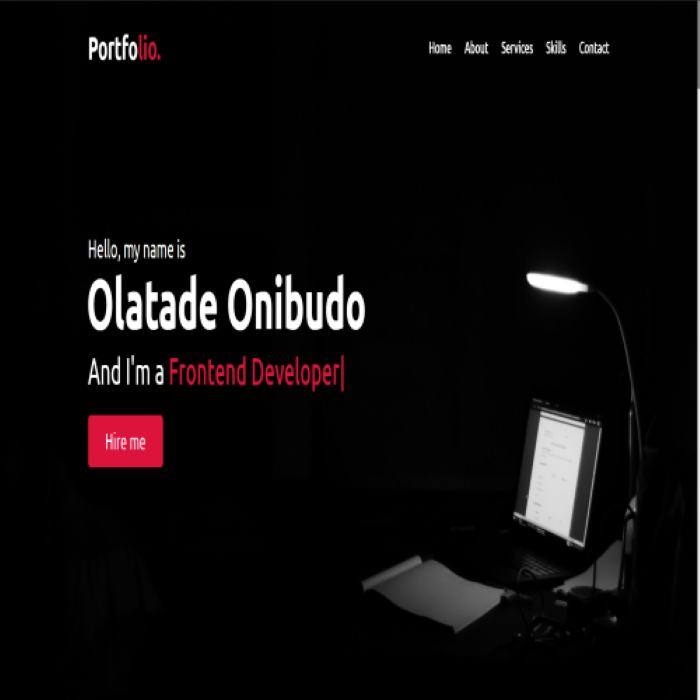 Portfolio.
Home About Services Skills Contact
Hello, my name is
Olatade Onibudo
And I'm a Frontend Developer|
Hire me